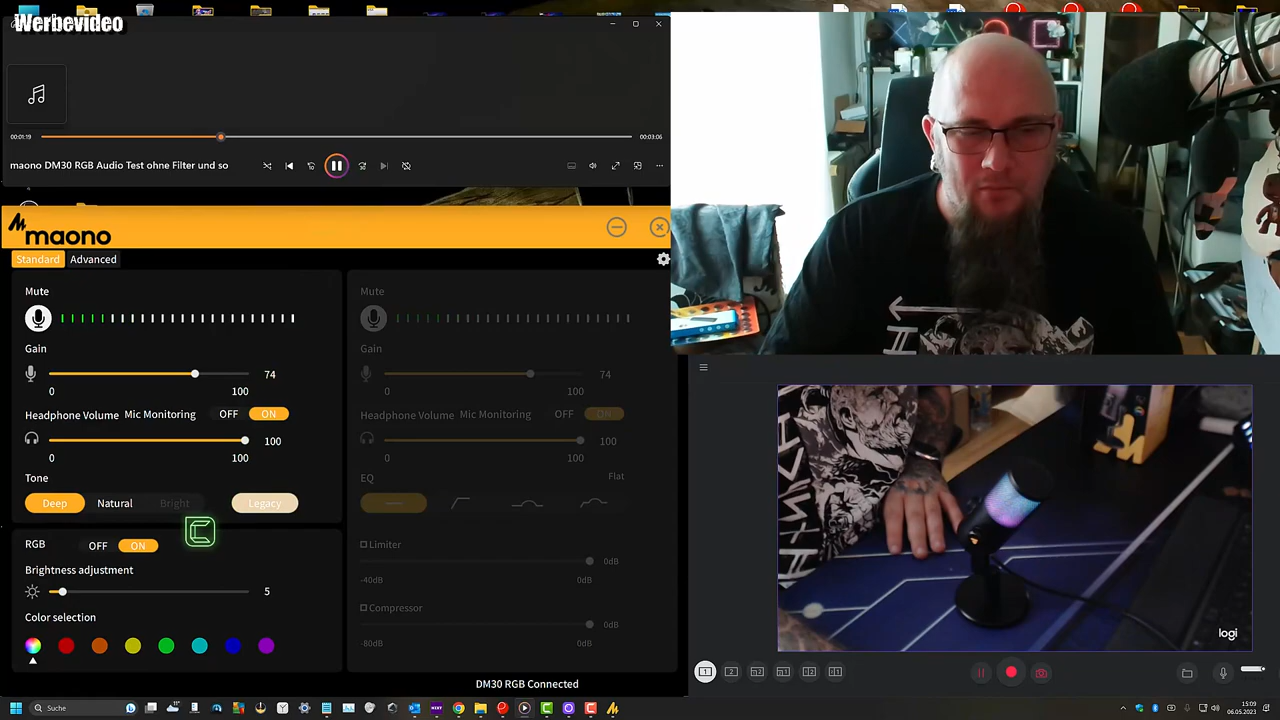 Werbevideo
00:01:19
00:03:06
maono DM30 RGB Audio Test ohne Filter und so
maono
Standard
Advanced
Mute
Mute
Gain
Gain
74
74
0
100
0
100
Headphone Volume
Mic Monitoring
OFF
ON
Headphone Volume
Mic Monitoring
OFF
ON
100
100
0
100
0
100
Tone
EQ
Flat
Deep
Natural
Bright
Legacy
RGB
OFF
ON
Limiter
0dB
Brightness adjustment
-40dB
0dB
5
Color selection
Compressor
0dB
-80dB
0dB
DM30 RGB Connected
logi
Suche
15:09
06.05.2023